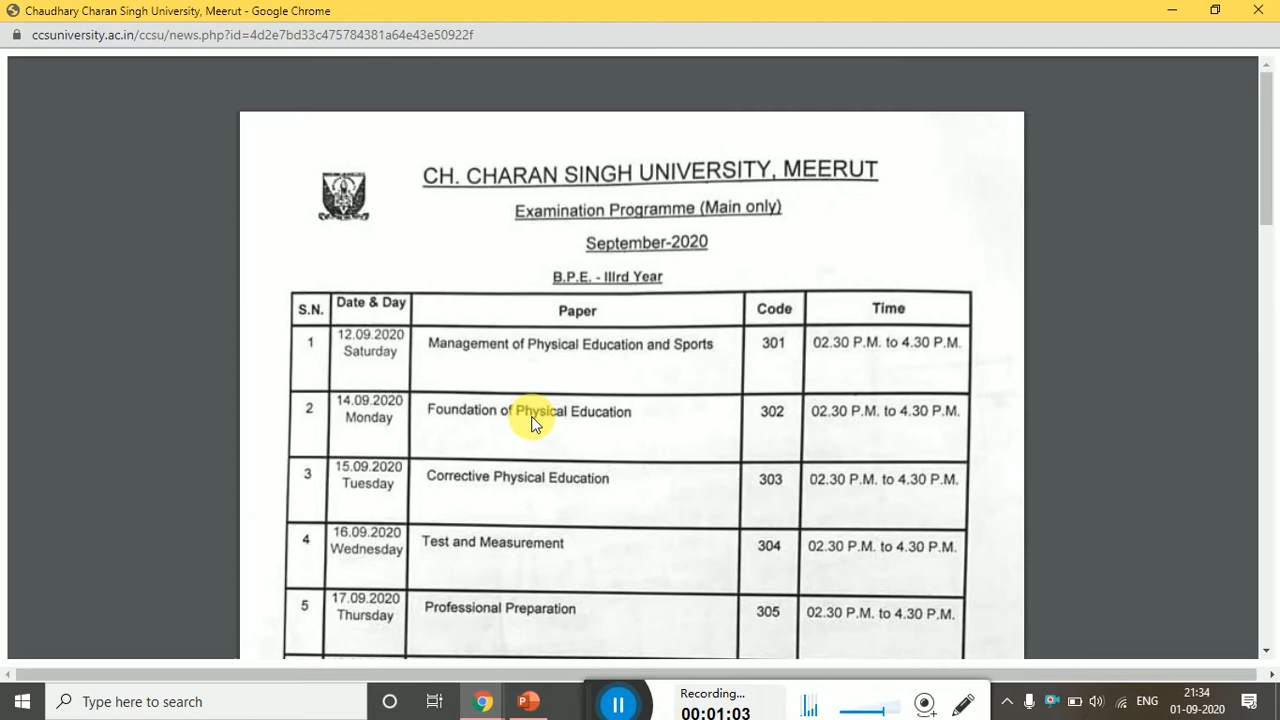 Chaudhary Charan Singh University, Meerut - Google Chrome
ccsuniversity.ac.in/ccsu/news.php?id=4d2e7bd33c475784381a64e43e50922f
CH. CHARAN SINGH UNIVERSITY, MEERUT
Examination Programme (Main only)
September-2020
B.P.E. - IIIrd Year
S.N. Date & Day Paper Code Time
1 12.09.2020 Saturday Management of Physical Education and Sports 301 02.30 P.M. to 4.30 P.M.
2 14.09.2020 Monday Foundation of Physical Education 302 02.30 P.M. to 4.30 P.M.
3 15.09.2020 Tuesday Corrective Physical Education 303 02.30 P.M. to 4.30 P.M.
4 16.09.2020 Wednesday Test and Measurement 304 02.30 P.M. to 4.30 P.M.
5 17.09.2020 Thursday Professional Preparation 305 02.30 P.M. to 4.30 P.M.
Type here to search
Recording...
00:01:03
ENG
21:34
01-09-2020